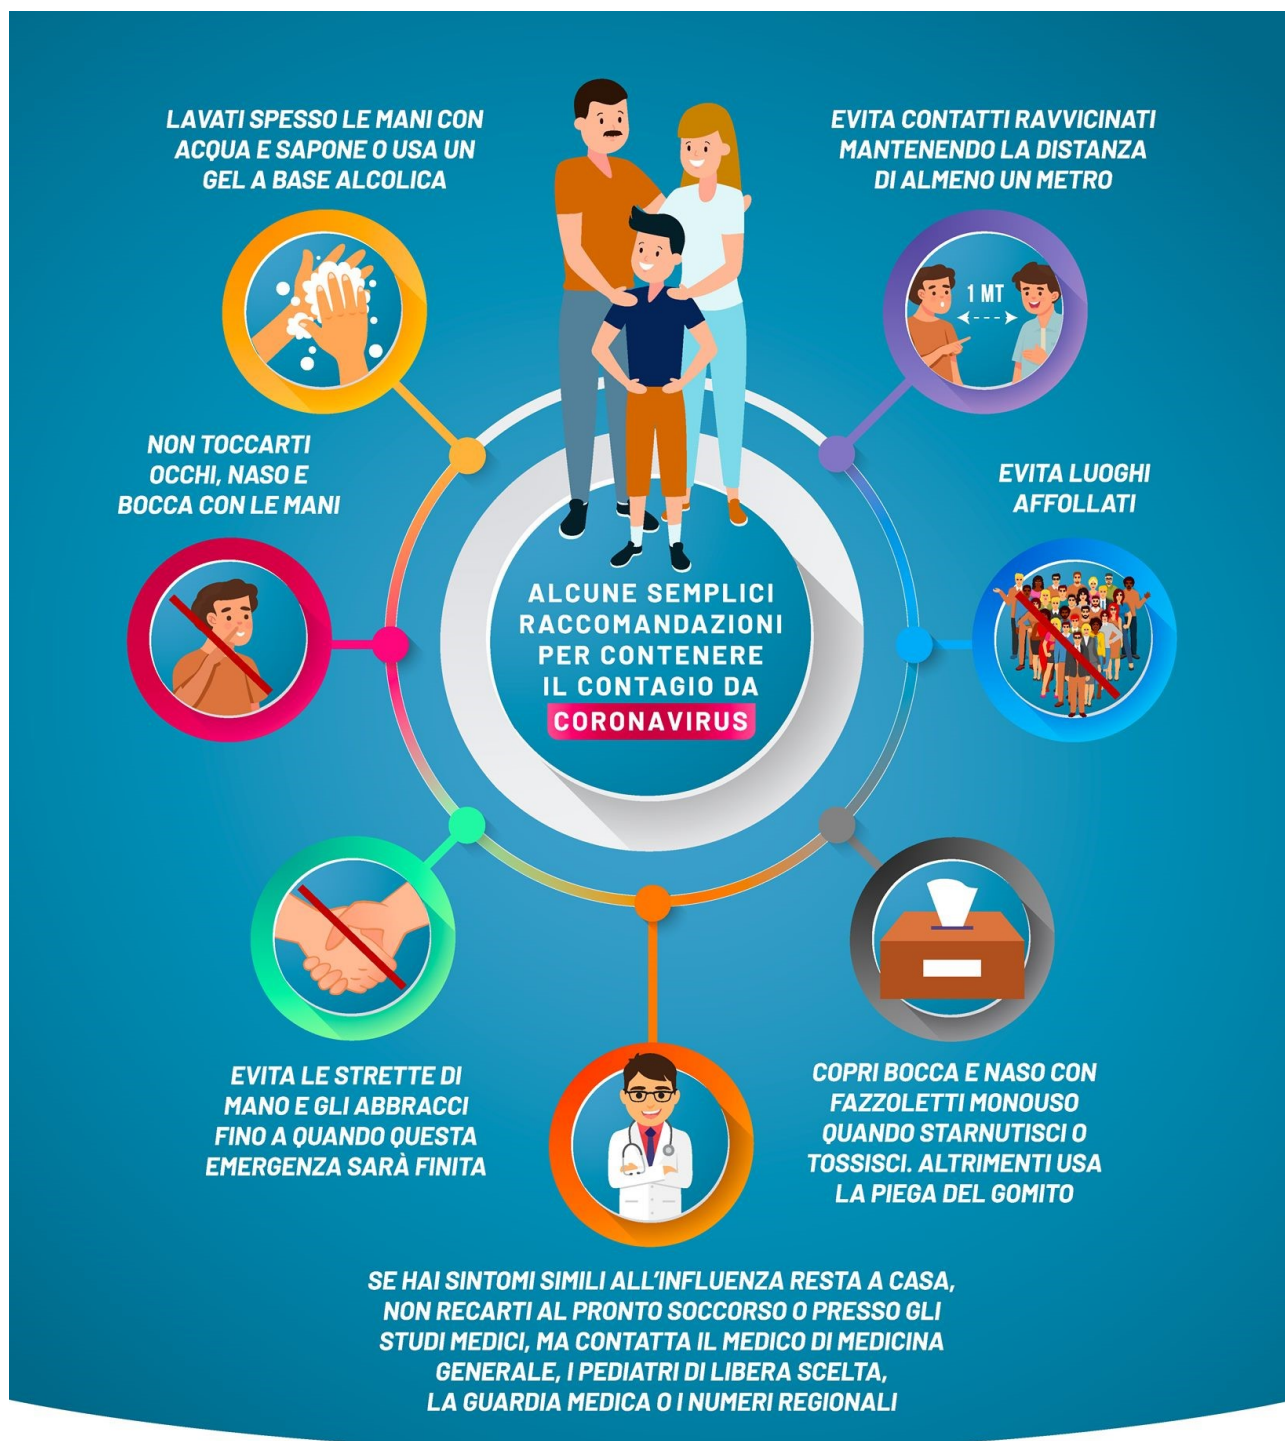 LAVATI SPESSO LE MANI CON
ACQUA E SAPONE O USA UN
GEL A BASE ALCOLICA
EVITA CONTATTI RAVVICINATI
MANTENENDO LA DISTANZA
DI ALMENO UN METRO
1 MT
NON TOCCARTI
OCCHI, NASO E
BOCCA CON LE MANI
EVITA LUOGHI
AFFOLLATI
ALCUNE SEMPLICI
RACCOMANDAZIONI
PER CONTENERE
IL CONTAGIO DA
CORONAVIRUS
EVITA LE STRETTE DI
MANO E GLI ABBRACCI
FINO A QUANDO QUESTA
EMERGENZA SARÀ FINITA
COPRI BOCCA E NASO CON
FAZZOLETTI MONOUSO
QUANDO STARNUTISCI O
TOSSISCI. ALTRIMENTI USA
LA PIEGA DEL GOMITO
SE HAI SINTOMI SIMILI ALL'INFLUENZA RESTA A CASA,
NON RECARTI AL PRONTO SOCCORSO O PRESSO GLI
STUDI MEDICI, MA CONTATTA IL MEDICO DI MEDICINA
GENERALE, I PEDIATRI DI LIBERA SCELTA,
LA GUARDIA MEDICA O I NUMERI REGIONALI